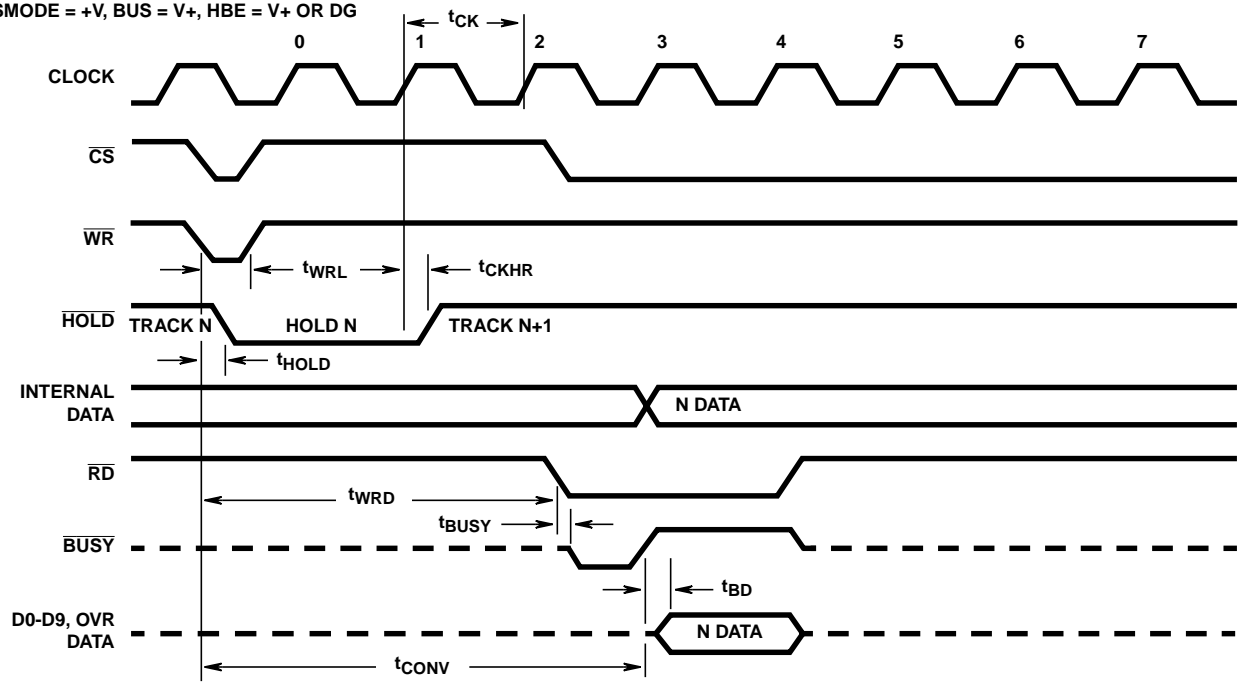 SMODE = +V, BUS = V+, HBE = V+ OR DG
tCK
0 1 2 3 4 5 6 7
CLOCK
CS
WR
tWRL tCKHR
HOLD TRACK N HOLD N TRACK N+1
tHOLD
INTERNAL
DATA
N DATA
RD
tWRD
tBUSY
BUSY
tBD
D0-D9, OVR
DATA
N DATA
tCONV